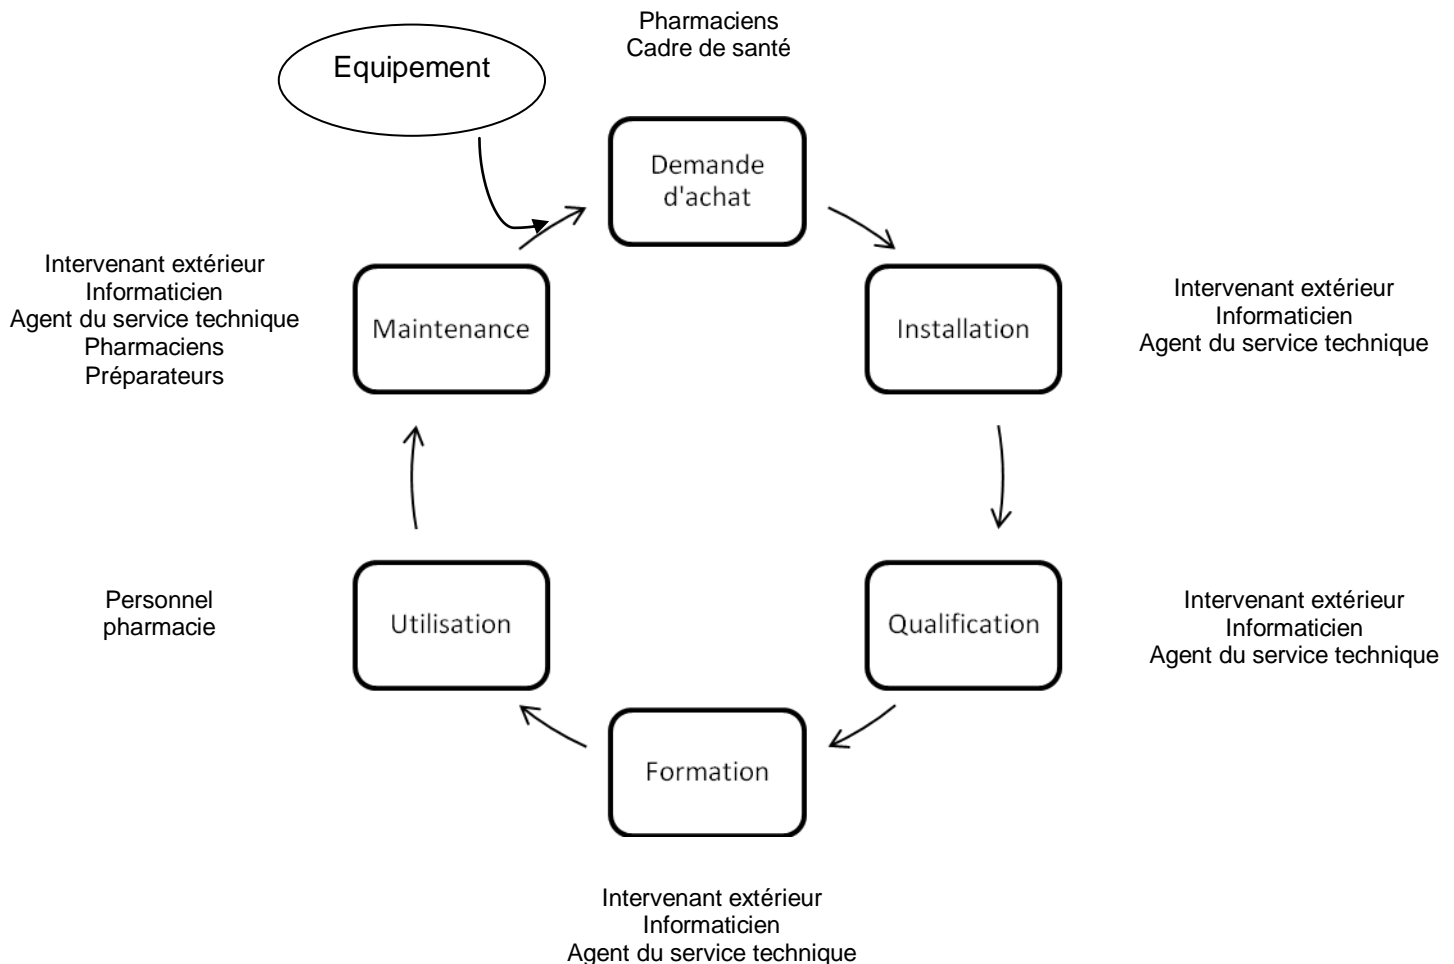 Pharmaciens
Cadre de santé
Equipement
Demande
d'achat
Intervenant extérieur
Informaticien
Agent du service technique
Pharmaciens
Préparateurs
Maintenance
Installation
Intervenant extérieur
Informaticien
Agent du service technique
Personnel
pharmacie
Utilisation
Qualification
Intervenant extérieur
Informaticien
Agent du service technique
Formation
Intervenant extérieur
Informaticien
Agent du service technique